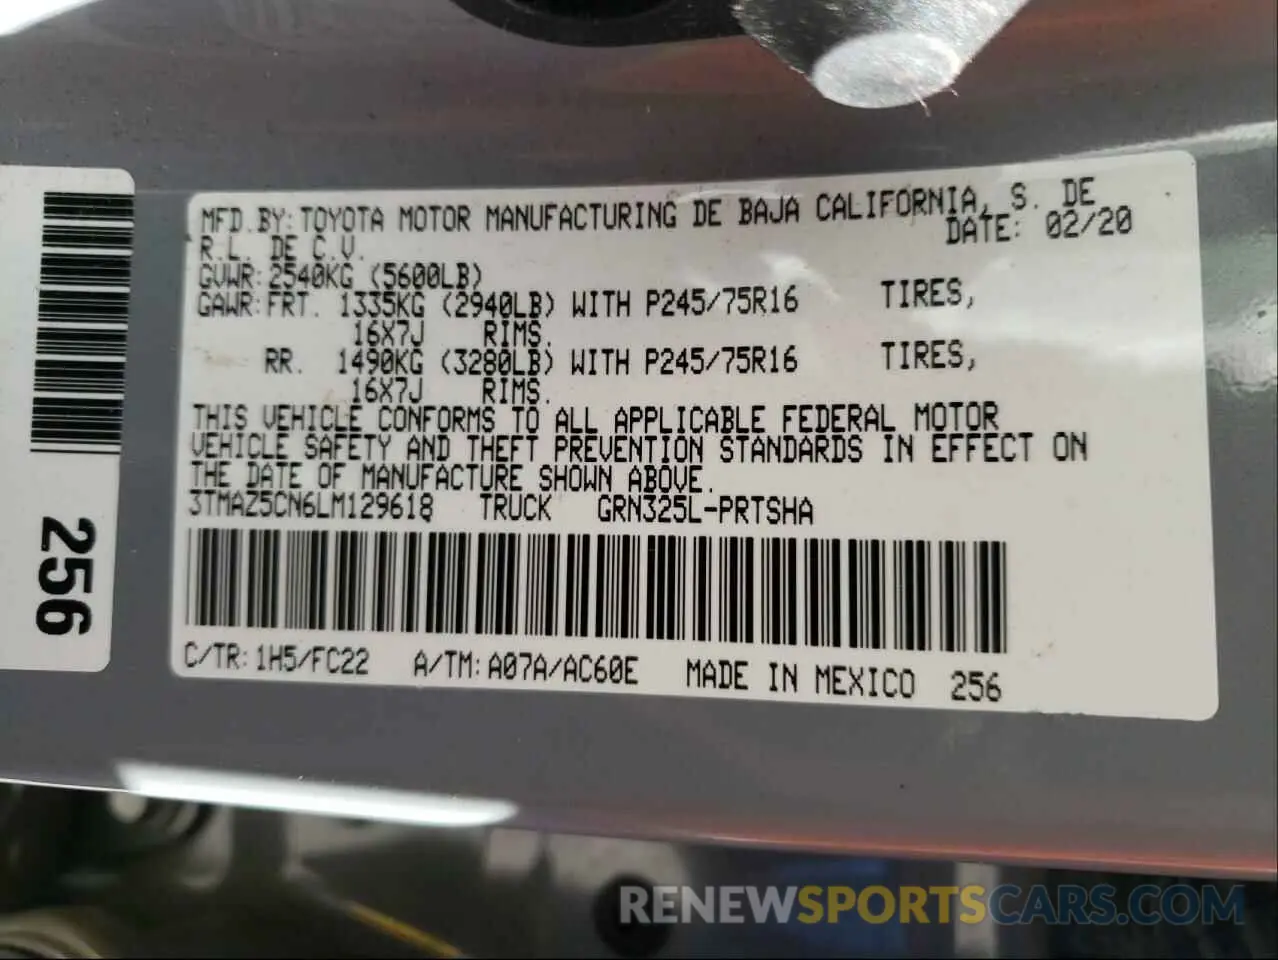 MFD.BY:TOYOTA MOTOR MANUFACTURING DE BAJA CALIFORNIA, S. DE
R.L. DE C.V. DATE: 02/20
GVWR:2540KG (5600LB)
GAWR:FRT. 1335KG (2940LB) WITH P245/75R16 TIRES,
16X7J RIMS.
RR. 1490KG (3280LB) WITH P245/75R16 TIRES,
16X7J RIMS.
THIS VEHICLE CONFORMS TO ALL APPLICABLE FEDERAL MOTOR
VEHICLE SAFETY AND THEFT PREVENTION STANDARDS IN EFFECT ON
THE DATE OF MANUFACTURE SHOWN ABOVE.
3TMAZ5CN6LM129618 TRUCK GRN325L-PRTSHA
C/TR:1H5/FC22 A/TM:A07A/AC60E MADE IN MEXICO 256
256
RENEWSPORTSCARS.COM